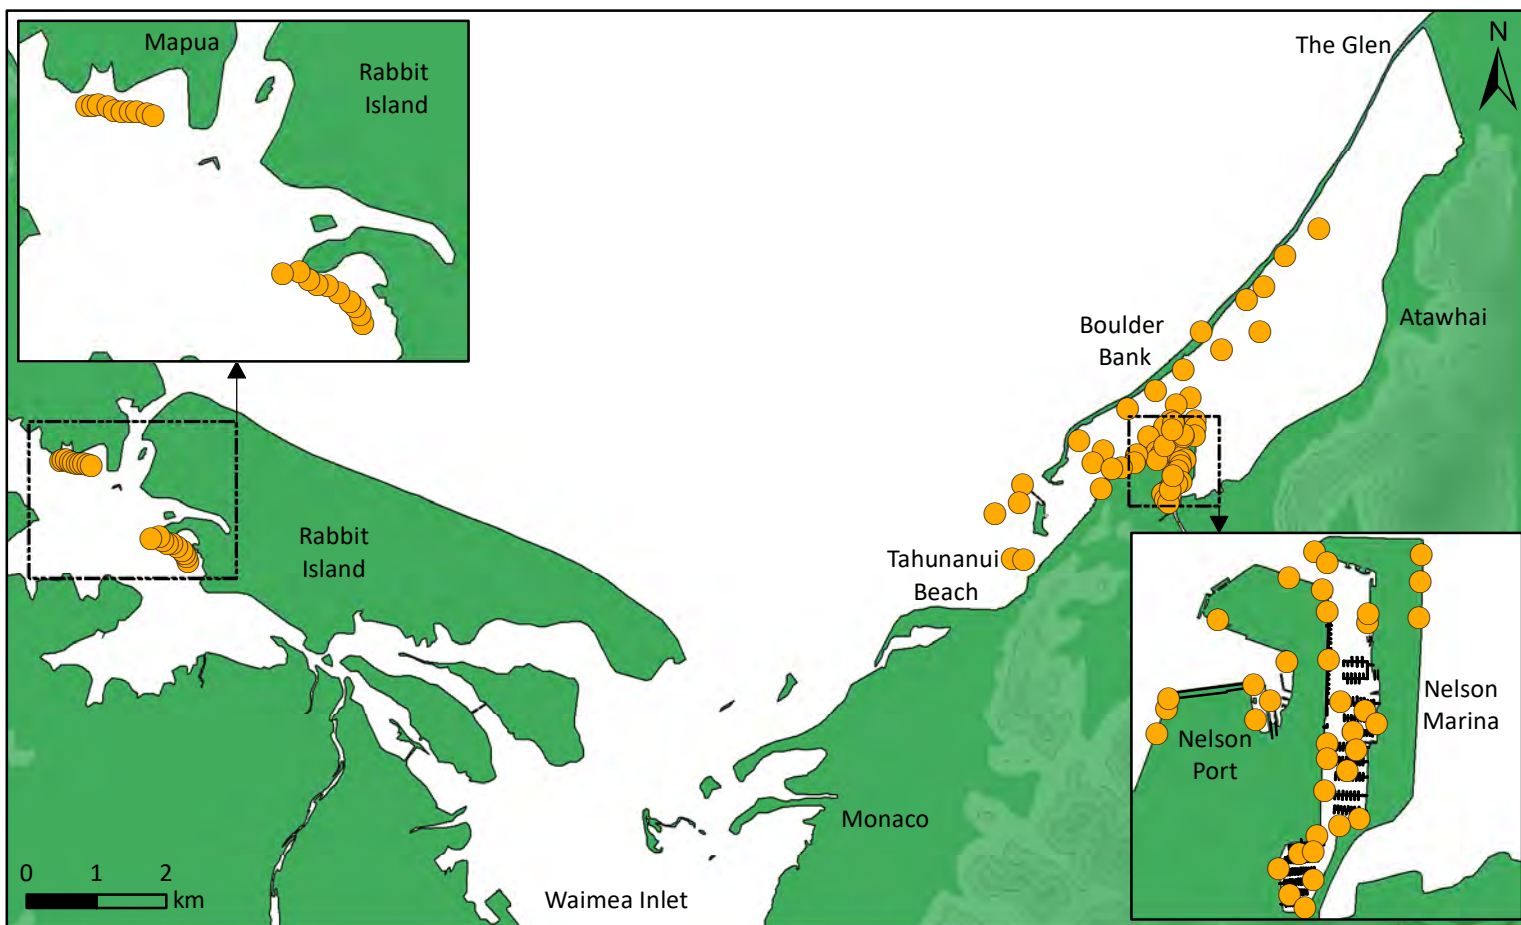 Mapua
Rabbit
Island
The Glen
N
Boulder
Bank
Atawhai
Rabbit
Island
Tahunanui
Beach
Nelson
Marina
Nelson
Port
Monaco
Waimea Inlet
0 1 2
km